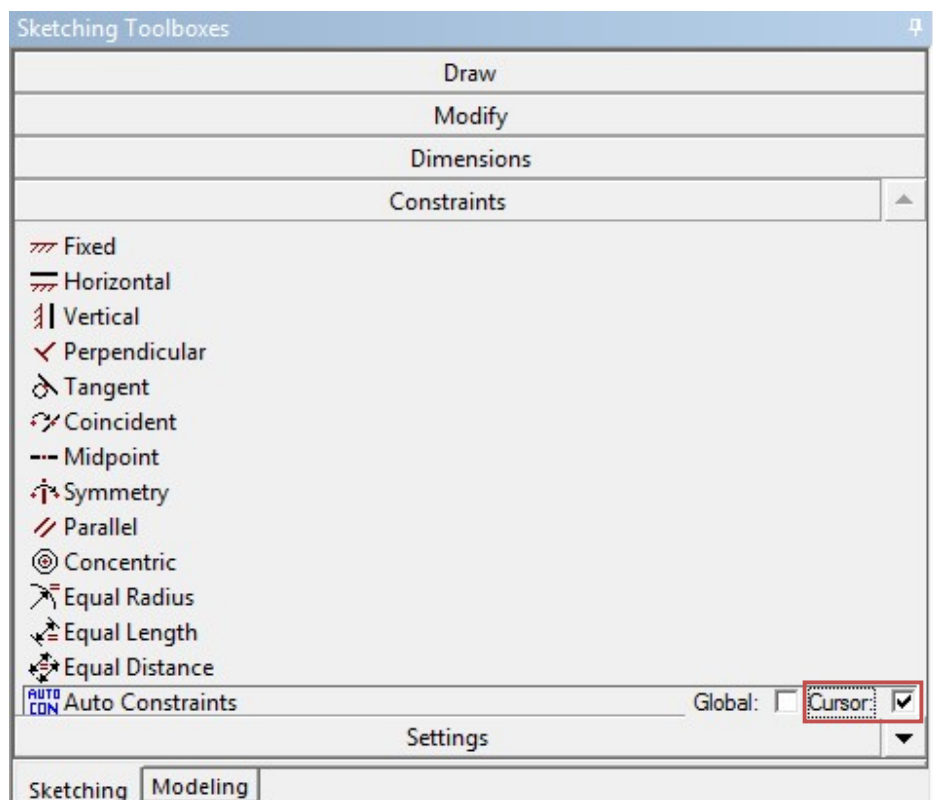 Sketching Toolboxes
Draw
Modify
Dimensions
Constraints
Fixed
Horizontal
Vertical
Perpendicular
Tangent
Coincident
Midpoint
Symmetry
Parallel
Concentric
Equal Radius
Equal Length
Equal Distance
AUTO CON Auto Constraints Global: Cursor:
Settings
Sketching Modeling